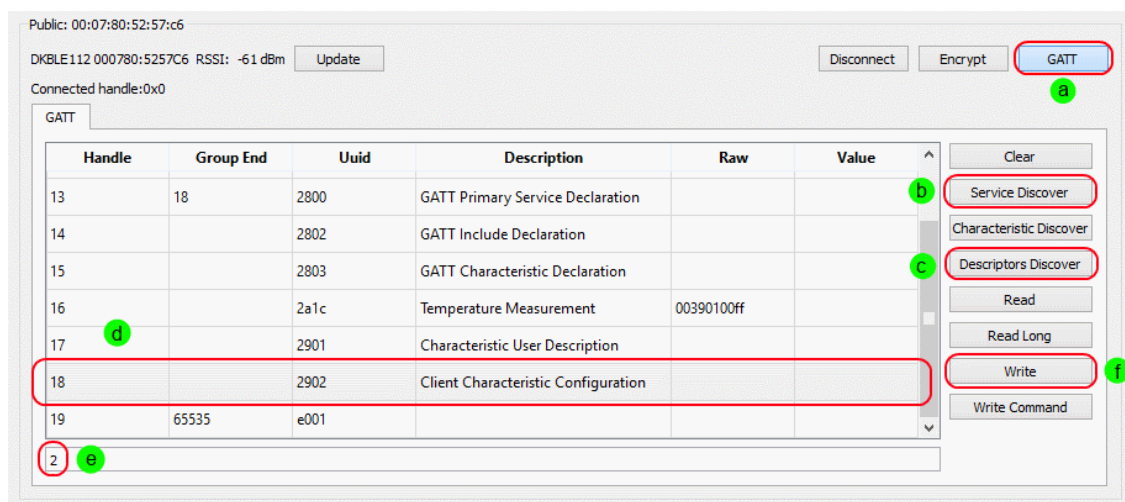 Public: 00:07:80:52:57:c6
DKBLE112 000780:5257C6 RSSI: -61 dBm Update Disconnect Encrypt GATT
a
Connected handle:0x0
GATT
Handle Group End Uuid Description Raw Value Clear
13 18 2800 GATT Primary Service Declaration b Service Discover
14 2802 GATT Include Declaration Characteristic Discover
15 2803 GATT Characteristic Declaration c Descriptors Discover
16 2a1c Temperature Measurement 00390100ff Read
d
17 2901 Characteristic User Description Read Long
18 2902 Client Characteristic Configuration Write f
19 65535 e001 Write Command
2 e